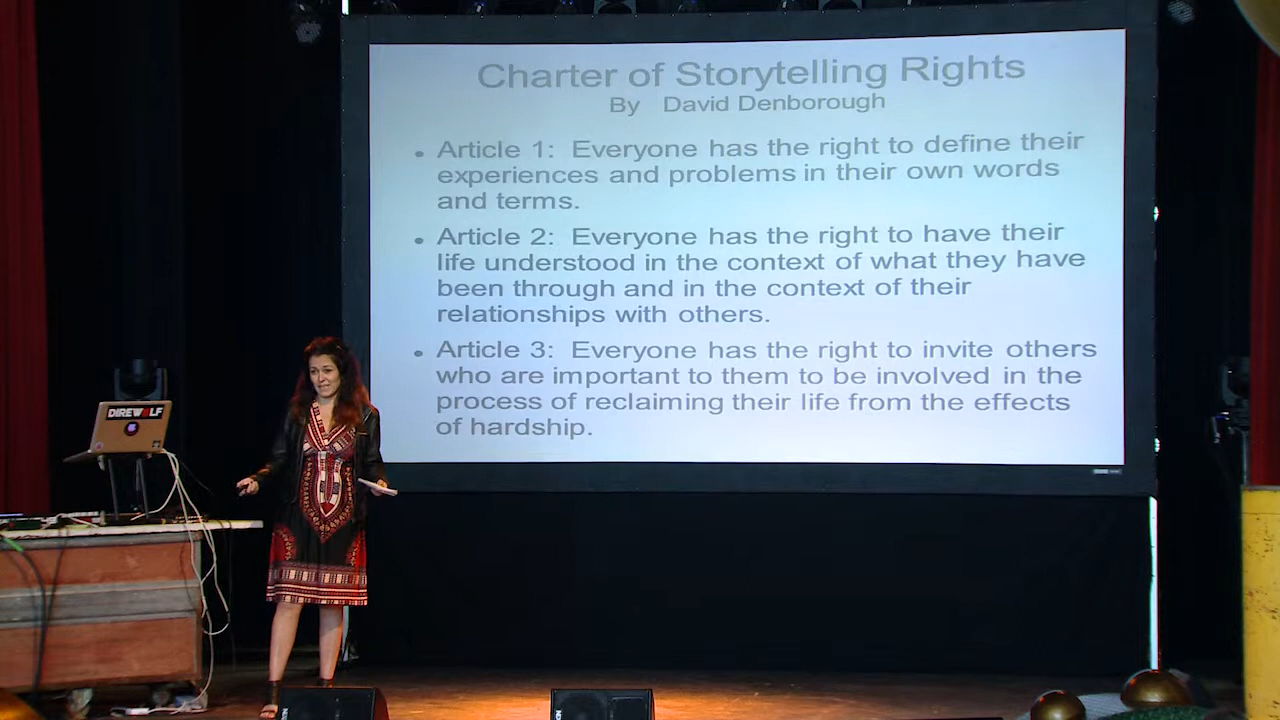 Charter of Storytelling Rights
By David Denborough
• Article 1: Everyone has the right to define their
experiences and problems in their own words
and terms.
• Article 2: Everyone has the right to have their
life understood in the context of what they have
been through and in the context of their
relationships with others.
• Article 3: Everyone has the right to invite others
who are important to them to be involved in the
process of reclaiming their life from the effects
of hardship.
DIREWOLF